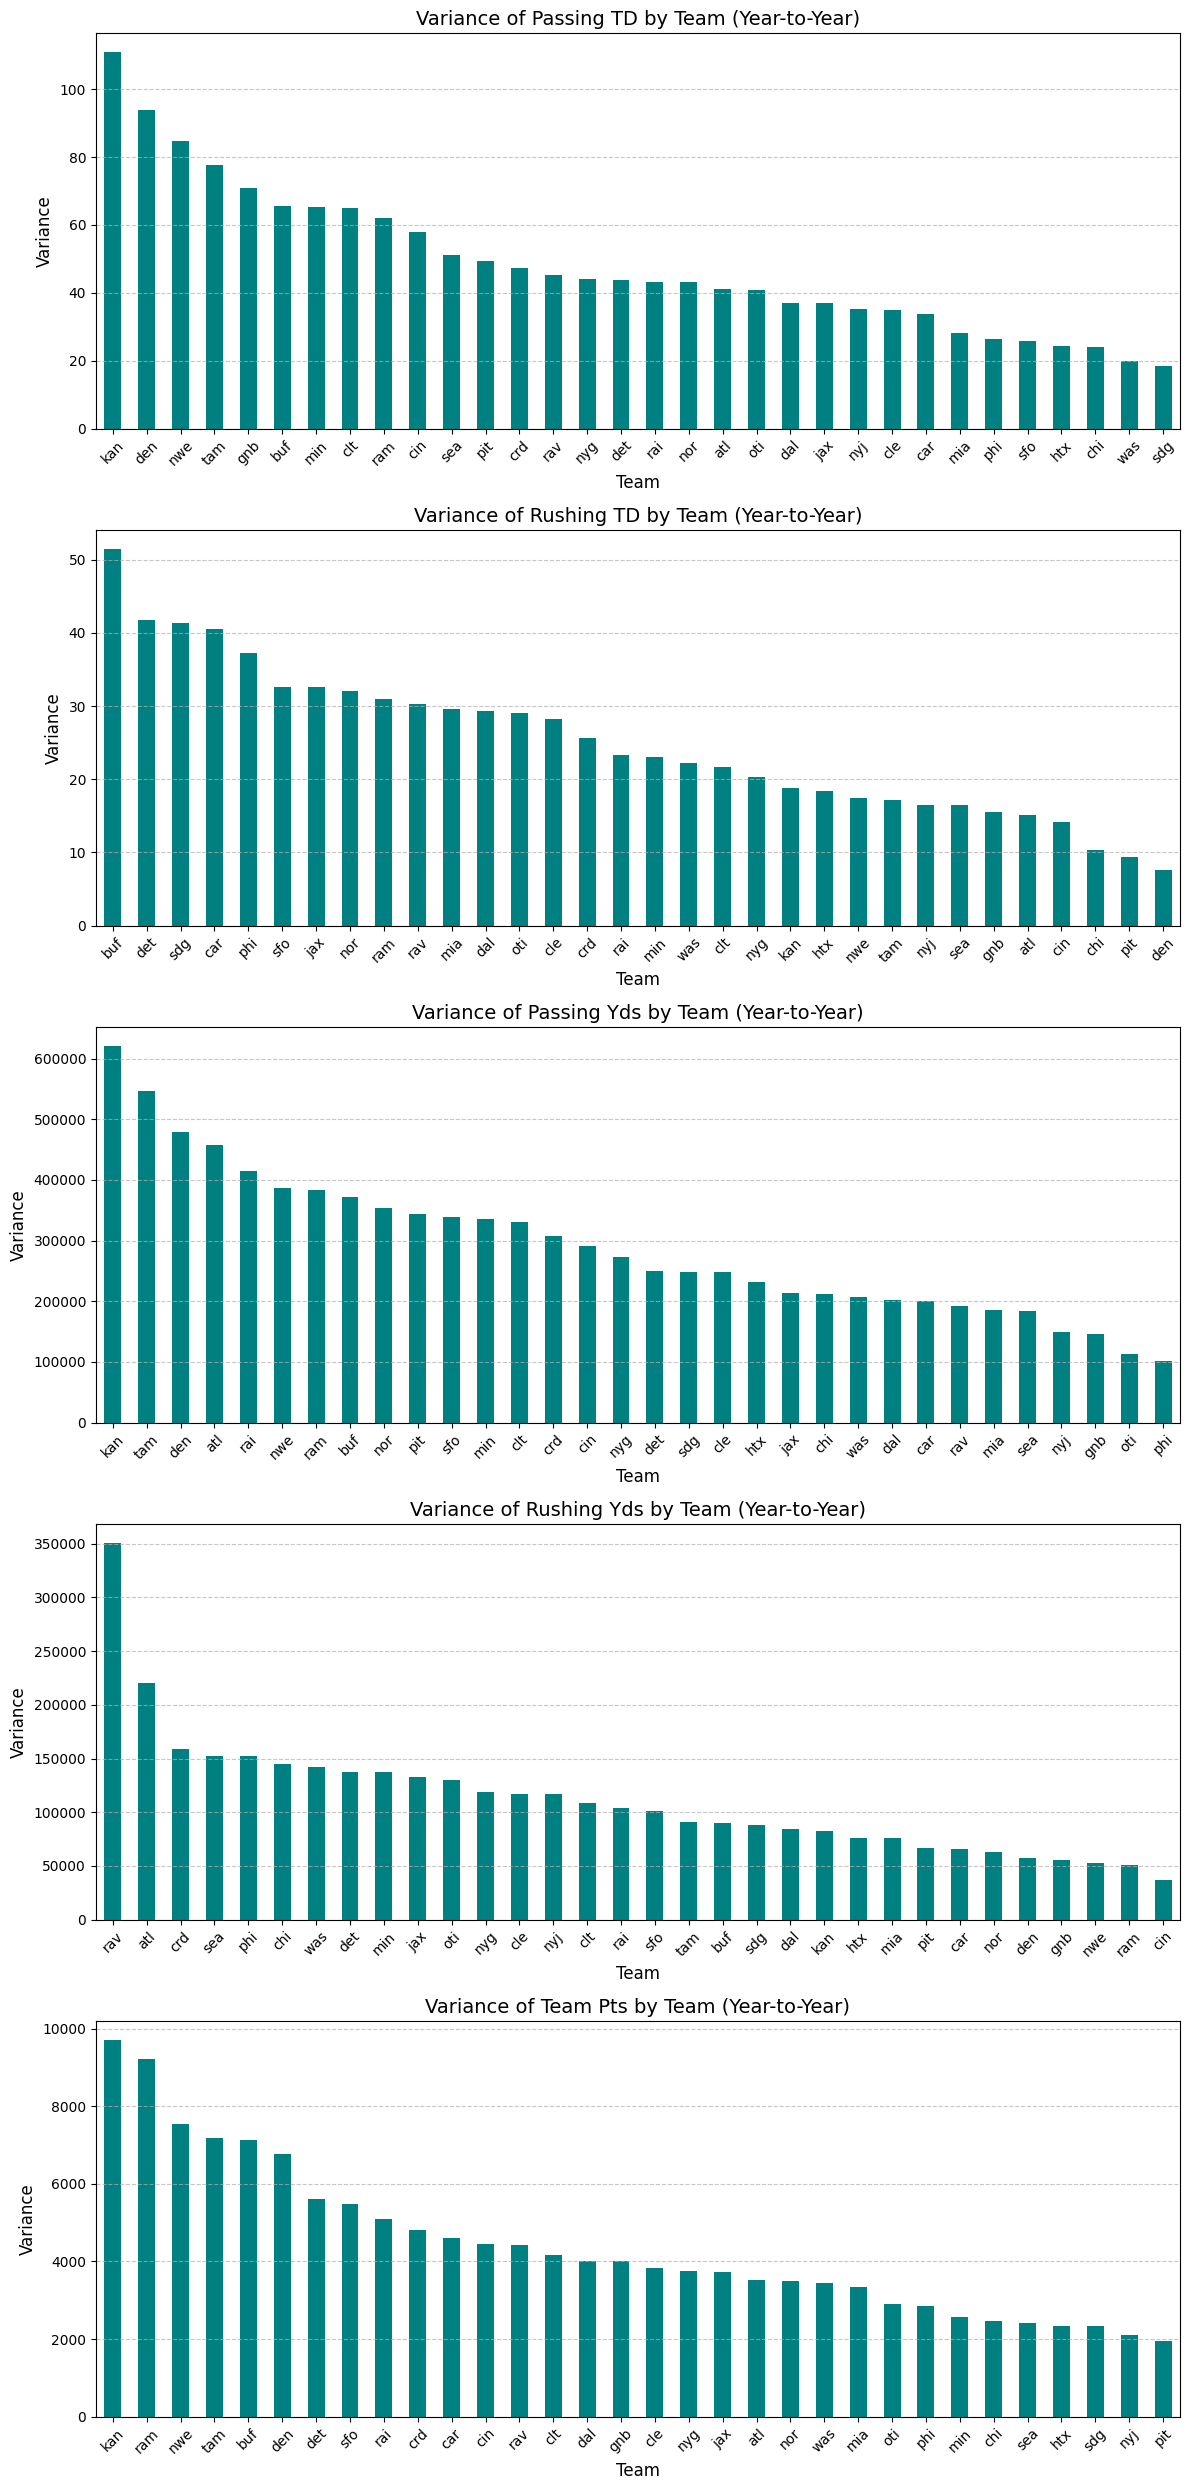 Variance of Passing TD by Team (Year-to-Year)
Variance
100
80
60
40
20
0
kan den nwe tam gnb buf min clt ram cin sea pit crd rav nyg det rai nor atl oti dal jax nyj cle car mia phi sfo htx chi was sdg
Team
Variance of Rushing TD by Team (Year-to-Year)
Variance
50
40
30
20
10
0
buf det sdg car phi sfo jax nor ram rav mia dal oti cle crd rai min was clt nyg kan htx nwe tam nyj sea gnb atl cin chi pit den
Team
Variance of Passing Yds by Team (Year-to-Year)
Variance
600000
500000
400000
300000
200000
100000
0
kan tam den atl rai nwe ram buf nor pit sfo min clt crd cin nyg det sdg cle htx jax chi was dal car rav mia sea nyj gnb oti phi
Team
Variance of Rushing Yds by Team (Year-to-Year)
Variance
350000
300000
250000
200000
150000
100000
50000
0
rav atl crd sea phi chi was det min jax oti nyg cle nyj clt rai sfo tam buf sdg dal kan htx mia pit car nor den gnb nwe ram cin
Team
Variance of Team Pts by Team (Year-to-Year)
Variance
10000
8000
6000
4000
2000
0
kan ram nwe tam buf den det sfo rai crd car cin rav clt dal gnb cle nyg jax atl nor was mia oti phi min chi sea htx sdg nyj pit
Team